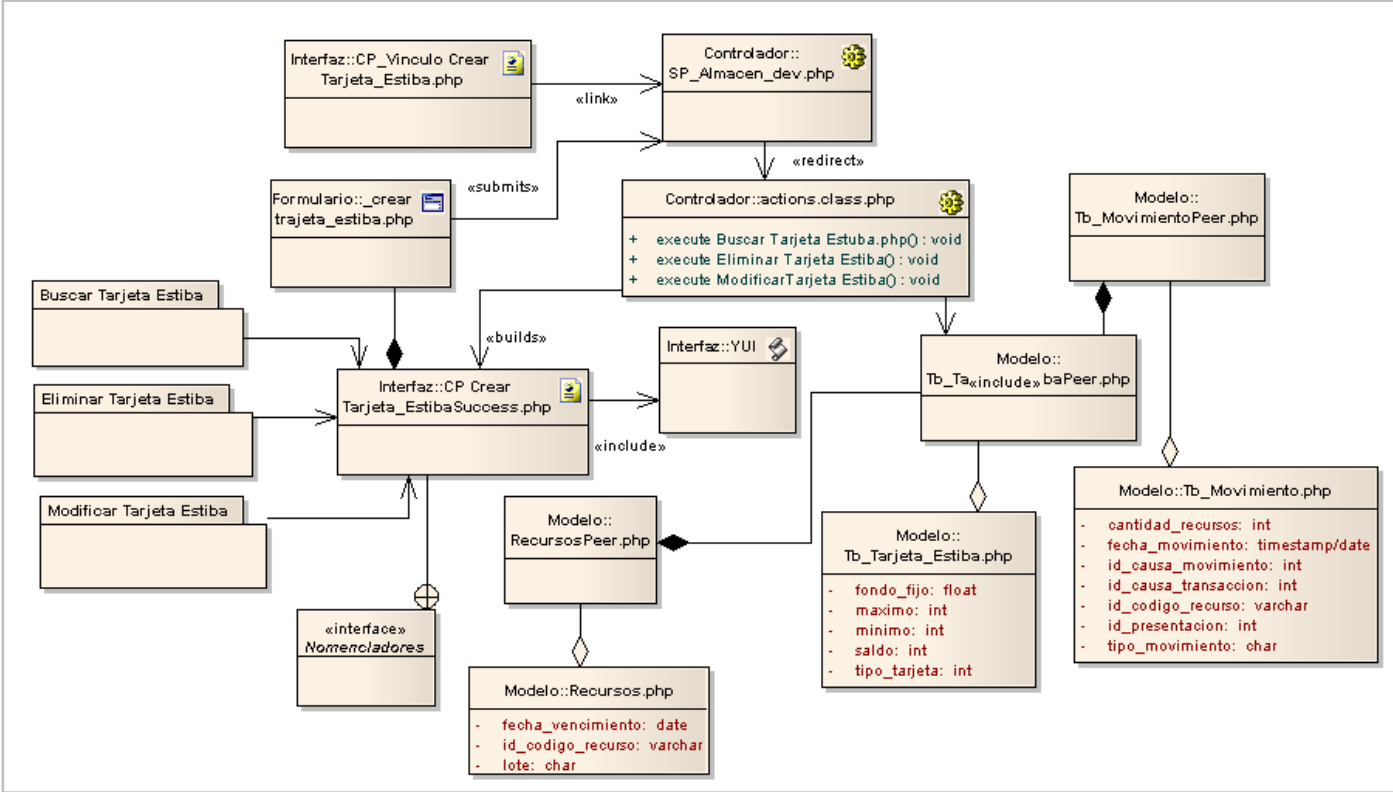 Interfaz::CP_Vinculo Crear
Tarjeta_Estiba.php
«link»
Controlador::
SP_Almacen_dev.php
«redirect»
«submits»
Formulario::_crear
trajeta_estiba.php
Controlador::actions.class.php
+ execute Buscar Tarjeta Estuba.php() : void
+ execute Eliminar Tarjeta Estiba() : void
+ execute ModificarTarjeta Estiba() : void
Modelo::
Tb_MovimientoPeer.php
Buscar Tarjeta Estiba
«builds»
Interfaz::YUI
Interfaz::CP Crear
Tarjeta_EstibaSuccess.php
Modelo::
Tb_Ta«include» baPeer.php
Eliminar Tarjeta Estiba
«include»
Modificar Tarjeta Estiba
Modelo::
RecursosPeer.php
Modelo::
Tb_Tarjeta_Estiba.php
- fondo_fijo: float
- maximo: int
- minimo: int
- saldo: int
- tipo_tarjeta: int
Modelo::Tb_Movimiento.php
- cantidad_recursos: int
- fecha_movimiento: timestamp/date
- id_causa_movimiento: int
- id_causa_transaccion: int
- id_codigo_recurso: varchar
- id_presentacion: int
- tipo_movimiento: char
«interface»
Nomencladores
Modelo::Recursos.php
- fecha_vencimiento: date
- id_codigo_recurso: varchar
- lote: char